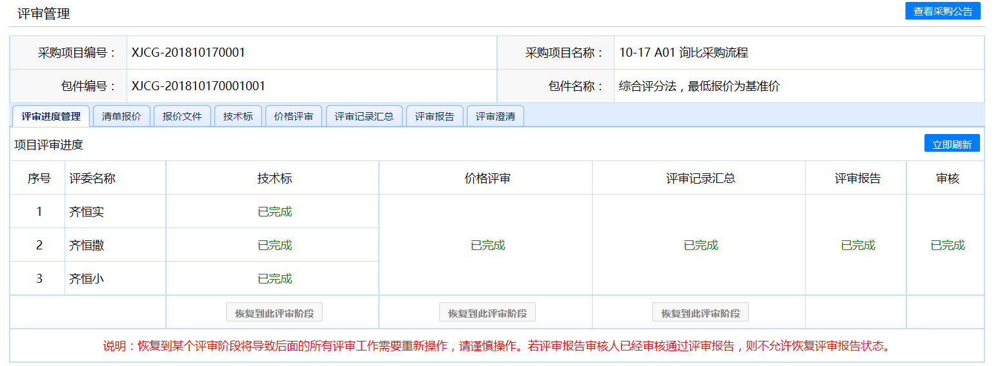 评审管理
查看采购公告
采购项目编号： XJCG-201810170001 采购项目名称： 10-17 A01 询比采购流程
包件编号： XJCG-201810170001001 包件名称： 综合评分法，最低报价为基准价
评审进度管理 清单报价 报价文件 技术标 价格评审 评审记录汇总 评审报告 评审澄清
项目评审进度 立即刷新
序号 评委名称 技术标 价格评审 评审记录汇总 评审报告 审核
1 齐恒实 已完成
2 齐恒撒 已完成 已完成 已完成 已完成 已完成
3 齐恒小 已完成
恢复到此评审阶段 恢复到此评审阶段 恢复到此评审阶段
说明：恢复到某个评审阶段将导致后面的所有评审工作需要重新操作，请谨慎操作。若评审报告审核人已经审核通过评审报告，则不允许恢复评审报告状态。